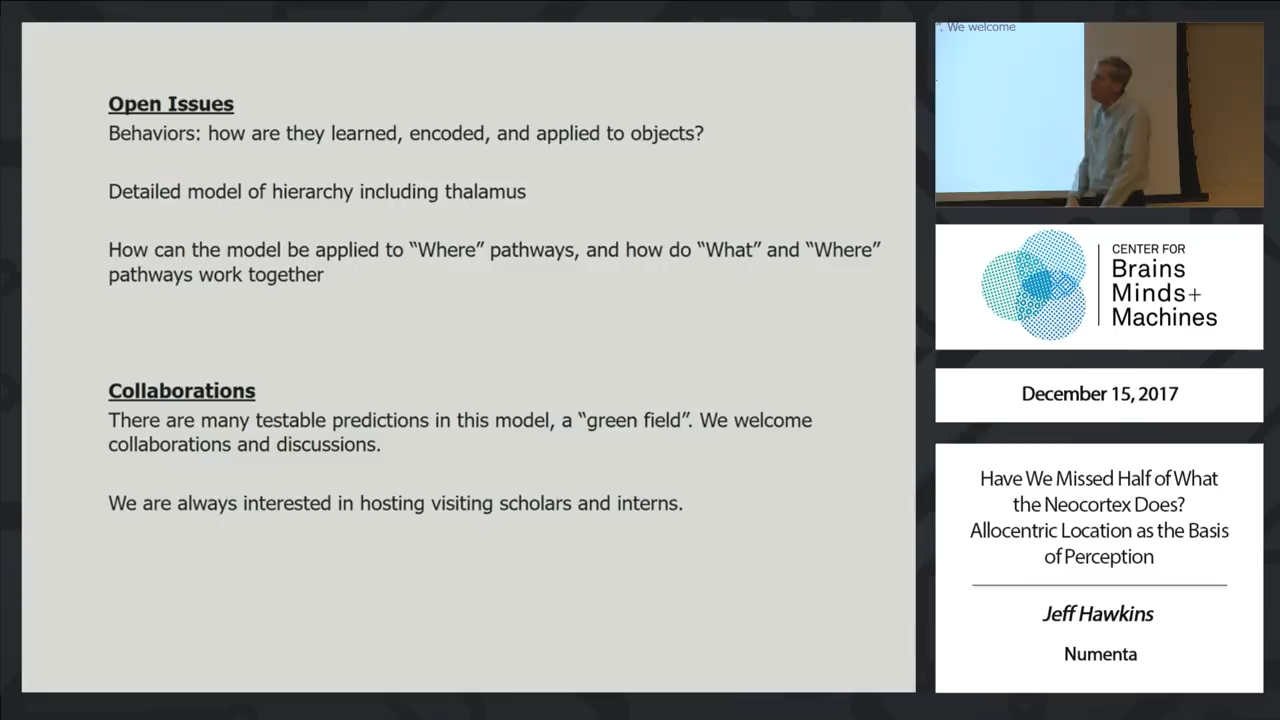 Open Issues
Behaviors: how are they learned, encoded, and applied to objects?
Detailed model of hierarchy including thalamus
How can the model be applied to “Where” pathways, and how do “What” and “Where”
pathways work together
Collaborations
There are many testable predictions in this model, a “green field”. We welcome
collaborations and discussions.
We are always interested in hosting visiting scholars and interns.
”. We welcome
CENTER FOR
Brains
Minds+
Machines
December 15, 2017
Have We Missed Half of What
the Neocortex Does?
Allocentric Location as the Basis
of Perception
Jeff Hawkins
Numenta